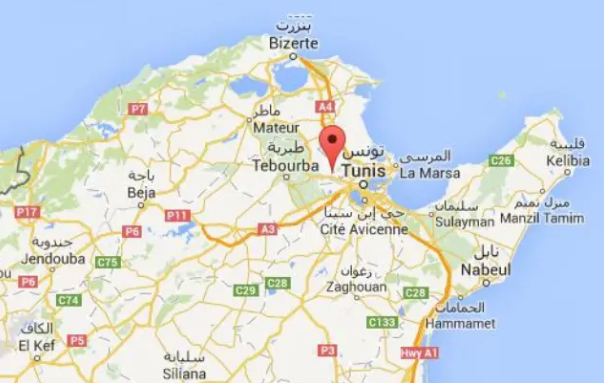 بنزرت
Bizerte
A4
P7
ماطر
Mateur
طبرية
Tebourba
تونس
Tunis
المرسى
La Marsa
قليبية
Kelibia
C26
باجة
Beja
P17
P11
P6
A3
حي إبن سينا
Cité Avicenne
سليمان
Sulayman
منزل تميم
Manzil Tamim
جندوبة
Jendouba
C75
P6
نابل
Nabeul
زغوان
Zaghouan
C29
C28
C28
C74
الحمامات
Hammamet
C133
الكاف
El Kef
P5
P3
Hwy A1
سليانة
Siliana